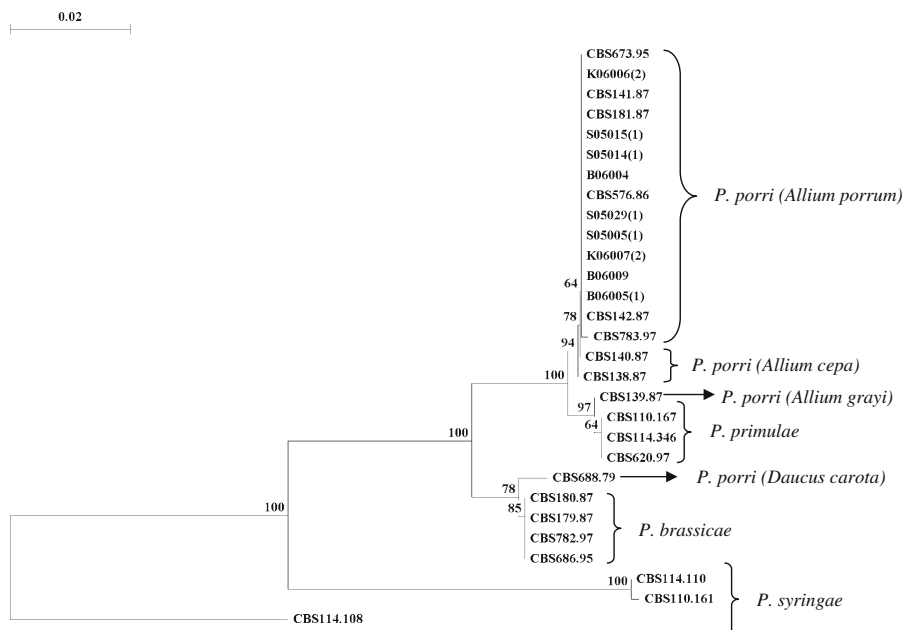 0.02
CBS673.95
K06006(2)
CBS141.87
CBS181.87
S05015(1)
S05014(1)
B06004
CBS576.86
P. porri (Allium porrum)
S05029(1)
S05005(1)
K06007(2)
B06009
64
B06005(1)
78
CBS142.87
CBS783.97
94
CBS140.87
P. porri (Allium cepa)
100
CBS138.87
CBS139.87
P. porri (Allium grayi)
97
CBS110.167
64
CBS114.346
P. primulae
100
CBS620.97
CBS688.79
P. porri (Daucus carota)
78
CBS180.87
85
CBS179.87
P. brassicae
100
CBS782.97
CBS686.95
100
CBS114.110
CBS110.161
P. syringae
CBS114.108